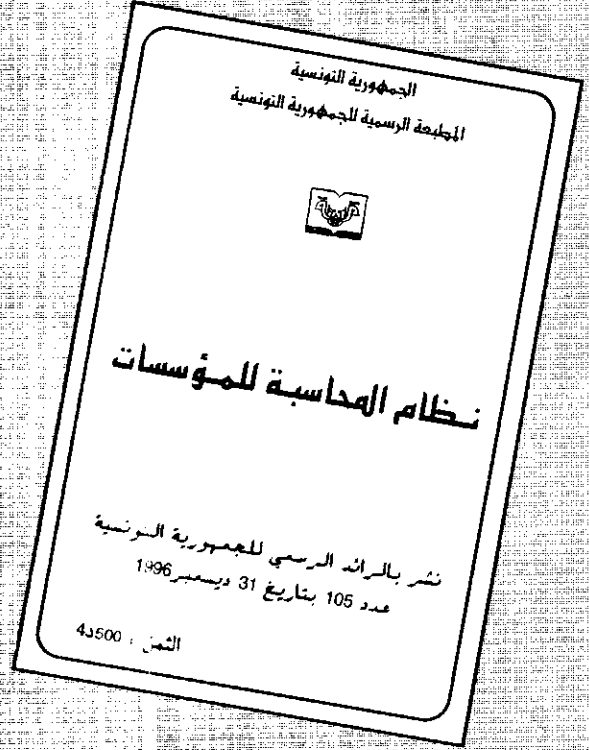 الجمهورية التونسية
المطبعة الرسمية للجمهورية التونسية
نظام المحاسبة للمؤسسات
نشر بالرائد الرسمي للجمهورية التونسية
عدد 105 بتاريخ 31 ديسمبر 1996
الثمن : 500د4